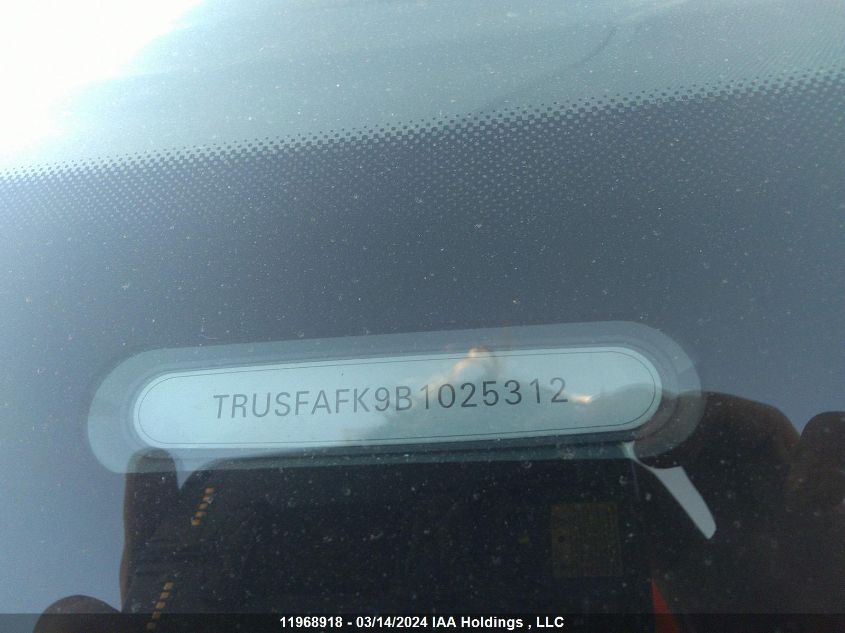 TRUSFAFK9B1025312
11968918 - 03/14/2024 IAA Holdings , LLC